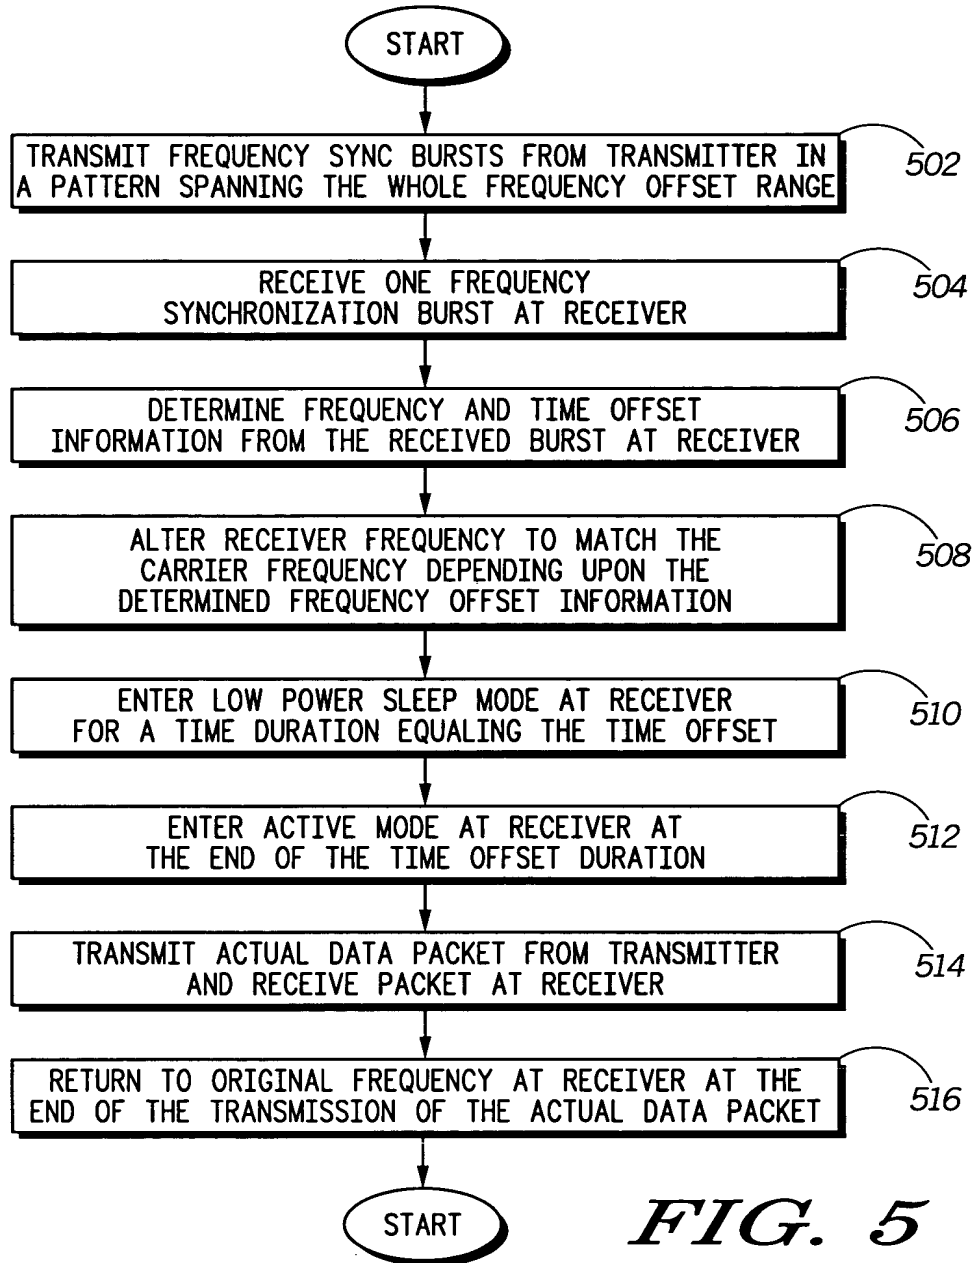 START
TRANSMIT FREQUENCY SYNC BURSTS FROM TRANSMITTER IN
A PATTERN SPANNING THE WHOLE FREQUENCY OFFSET RANGE
502
RECEIVE ONE FREQUENCY
SYNCHRONIZATION BURST AT RECEIVER
504
DETERMINE FREQUENCY AND TIME OFFSET
INFORMATION FROM THE RECEIVED BURST AT RECEIVER
506
ALTER RECEIVER FREQUENCY TO MATCH THE
CARRIER FREQUENCY DEPENDING UPON THE
DETERMINED FREQUENCY OFFSET INFORMATION
508
ENTER LOW POWER SLEEP MODE AT RECEIVER
FOR A TIME DURATION EQUALING THE TIME OFFSET
510
ENTER ACTIVE MODE AT RECEIVER AT
THE END OF THE TIME OFFSET DURATION
512
TRANSMIT ACTUAL DATA PACKET FROM TRANSMITTER
AND RECEIVE PACKET AT RECEIVER
514
RETURN TO ORIGINAL FREQUENCY AT RECEIVER AT THE
END OF THE TRANSMISSION OF THE ACTUAL DATA PACKET
516
START
FIG. 5